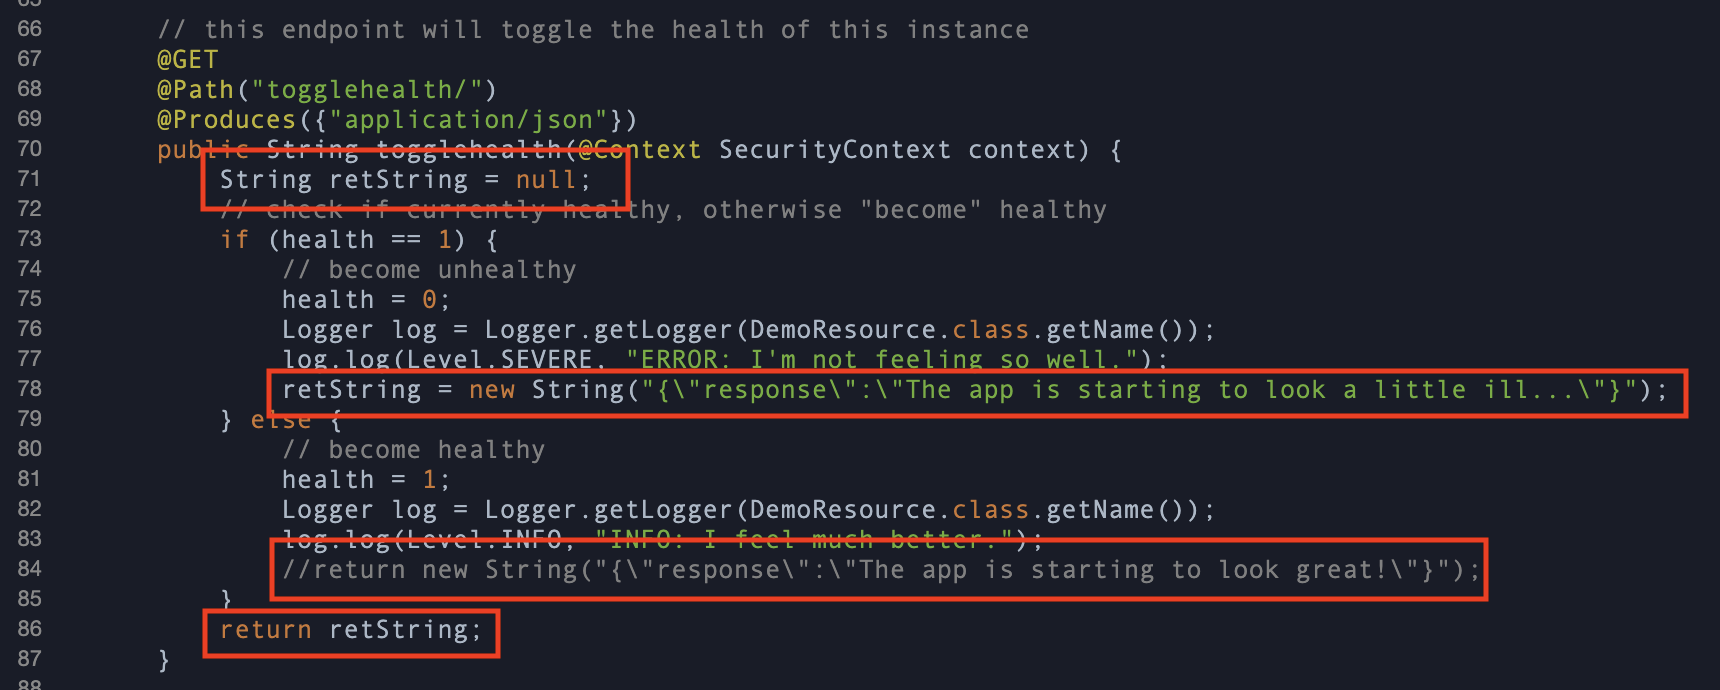 66 // this endpoint will toggle the health of this instance
67 @GET
68 @Path("togglehealth/")
69 @Produces({"application/json"})
70 public String togglehealth(@Context SecurityContext context) {
71 String retString = null;
72 // check if currently healthy, otherwise "become" healthy
73 if (health == 1) {
74 // become unhealthy
75 health = 0;
76 Logger log = Logger.getLogger(DemoResource.class.getName());
77 log.log(Level.SEVERE, "ERROR: I'm not feeling so well.");
78 retString = new String("{\"response\":\"The app is starting to look a little ill...\"}");
79 } else {
80 // become healthy
81 health = 1;
82 Logger log = Logger.getLogger(DemoResource.class.getName());
83 log.log(Level.INFO, "INFO: I feel much better.");
84 //return new String("{\"response\":\"The app is starting to look great!\"}");
85 }
86 return retString;
87 }
88